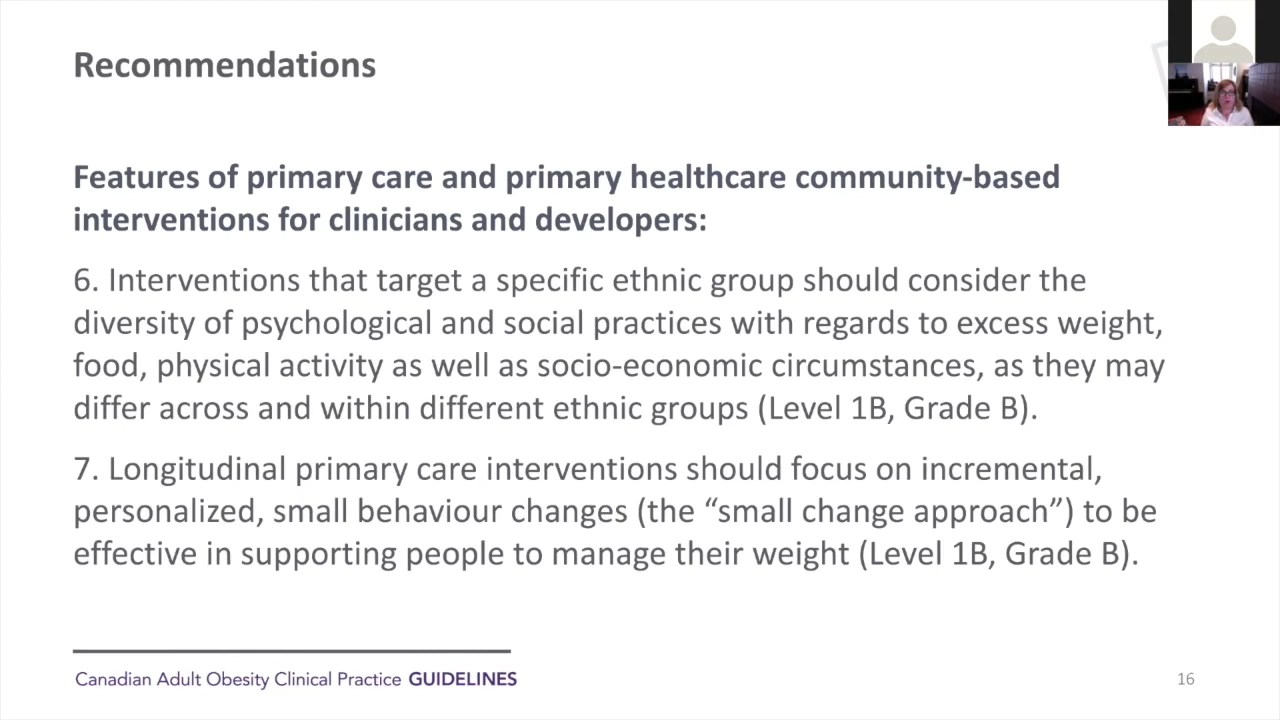 Recommendations
Features of primary care and primary healthcare community-based
interventions for clinicians and developers:
6. Interventions that target a specific ethnic group should consider the
diversity of psychological and social practices with regards to excess weight,
food, physical activity as well as socio-economic circumstances, as they may
differ across and within different ethnic groups (Level 1B, Grade B).
7. Longitudinal primary care interventions should focus on incremental,
personalized, small behaviour changes (the “small change approach”) to be
effective in supporting people to manage their weight (Level 1B, Grade B).
Canadian Adult Obesity Clinical Practice GUIDELINES
16